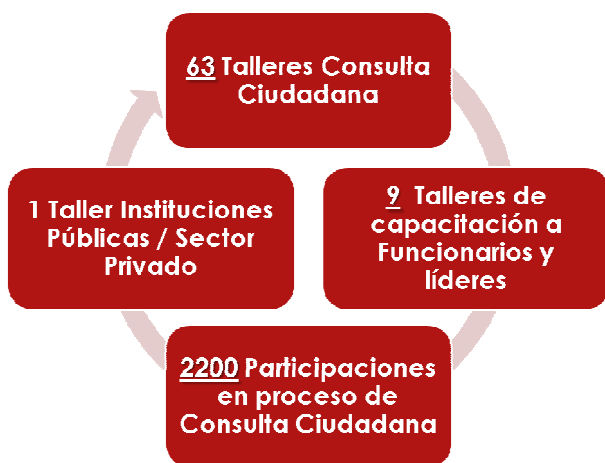 63 Talleres Consulta
Ciudadana
9 Talleres de
capacitación a
Funcionarios y
líderes
2200 Participaciones
en proceso de
Consulta Ciudadana
1 Taller Instituciones
Públicas / Sector
Privado